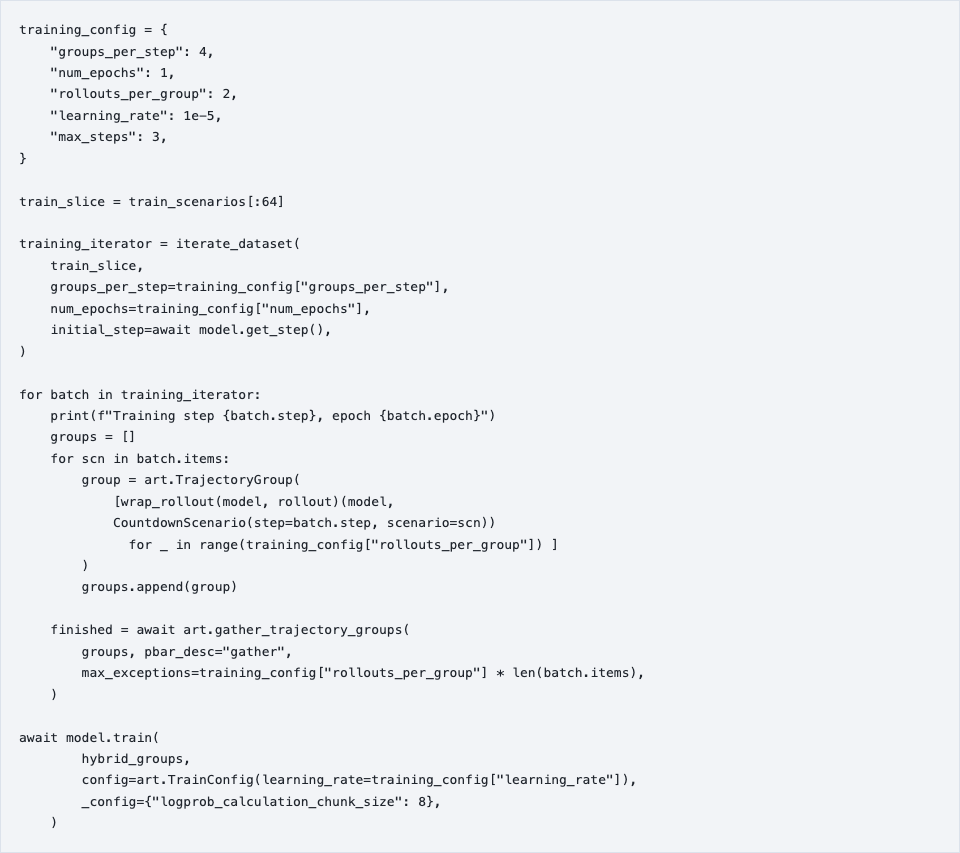 training_config = {
    "groups_per_step": 4,
    "num_epochs": 1,
    "rollouts_per_group": 2,
    "learning_rate": 1e-5,
    "max_steps": 3,
}

train_slice = train_scenarios[:64]

training_iterator = iterate_dataset(
    train_slice,
    groups_per_step=training_config["groups_per_step"],
    num_epochs=training_config["num_epochs"],
    initial_step=await model.get_step(),
)

for batch in training_iterator:
    print(f"Training step {batch.step}, epoch {batch.epoch}")
    groups = []
    for scn in batch.items:
        group = art.TrajectoryGroup(
            [wrap_rollout(model, rollout)(model,
            CountdownScenario(step=batch.step, scenario=scn))
              for _ in range(training_config["rollouts_per_group"]) ]
        )
        groups.append(group)

    finished = await art.gather_trajectory_groups(
        groups, pbar_desc="gather",
        max_exceptions=training_config["rollouts_per_group"] * len(batch.items),
    )

await model.train(
        hybrid_groups,
        config=art.TrainConfig(learning_rate=training_config["learning_rate"]),
        _config={"logprob_calculation_chunk_size": 8},
    )